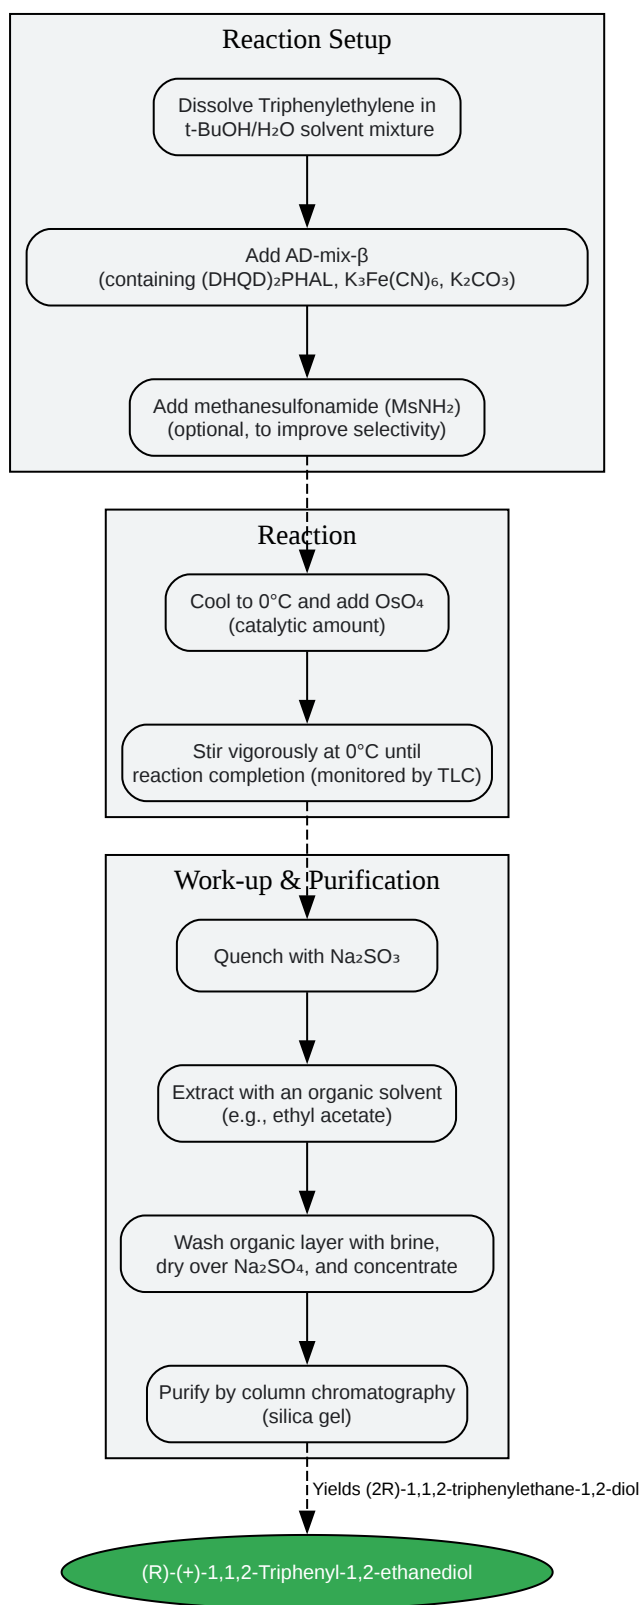 Reaction Setup
Dissolve Triphenylethylene in
t-BuOH/H₂O solvent mixture
Add AD-mix-β
(containing (DHQD)₂PHAL, K₃Fe(CN)₆, K₂CO₃)
Add methanesulfonamide (MsNH₂)
(optional, to improve selectivity)
Reaction
Cool to 0°C and add OsO₄
(catalytic amount)
Stir vigorously at 0°C until
reaction completion (monitored by TLC)
Work-up & Purification
Quench with Na₂SO₃
Extract with an organic solvent
(e.g., ethyl acetate)
Wash organic layer with brine,
dry over Na₂SO₄, and concentrate
Purify by column chromatography
(silica gel)
Yields (2R)-1,1,2-triphenylethane-1,2-diol
(R)-(+)-1,1,2-Triphenyl-1,2-ethanediol